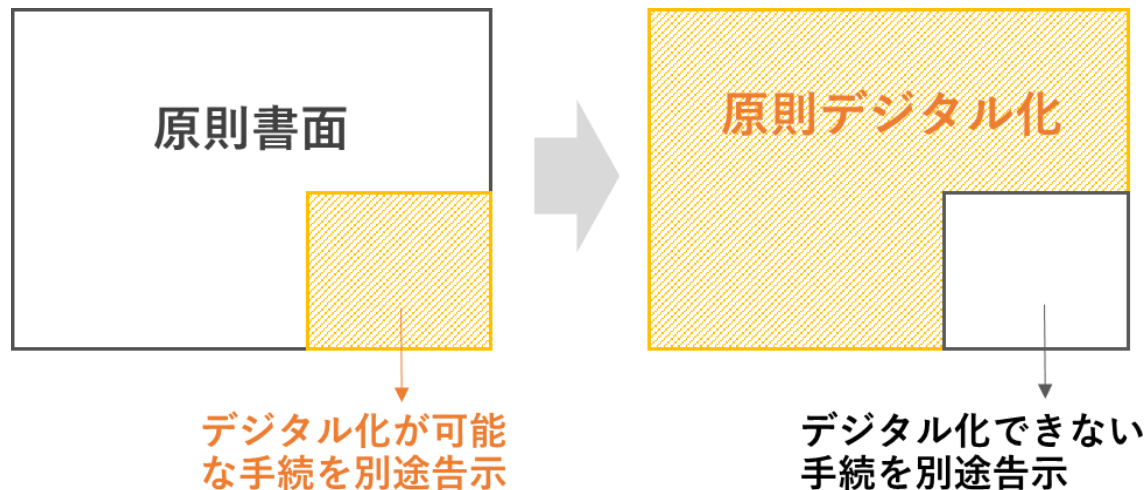 原則書面
原則デジタル化
デジタル化が可能
な手続を別途告示
デジタル化できない
手続を別途告示